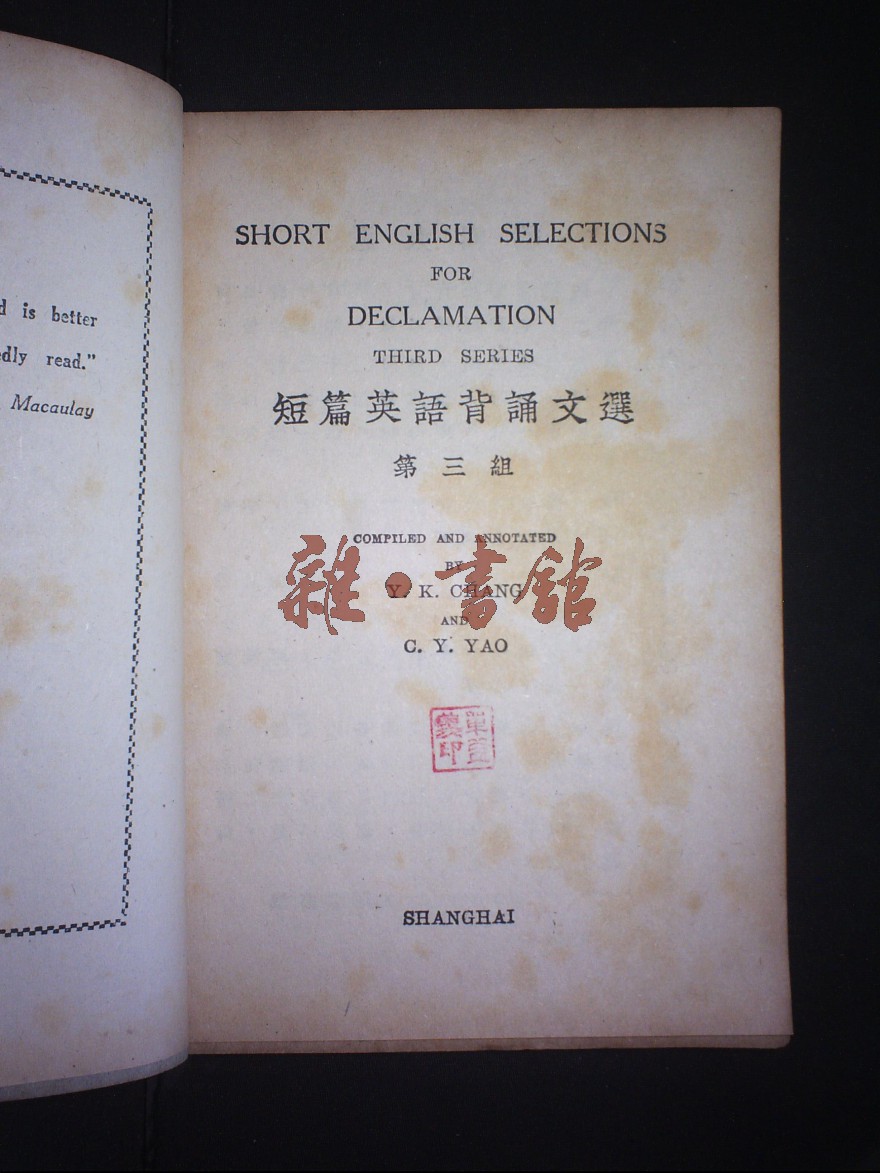 d is better
edly read."
Macaulay
SHORT ENGLISH SELECTIONS
FOR
DECLAMATION
THIRD SERIES
短篇英語背誦文選
第三組
COMPILED AND ANNOTATED
BY
Y. K. CHANG
AND
C. Y. YAO
雜·書館
SHANGHAI